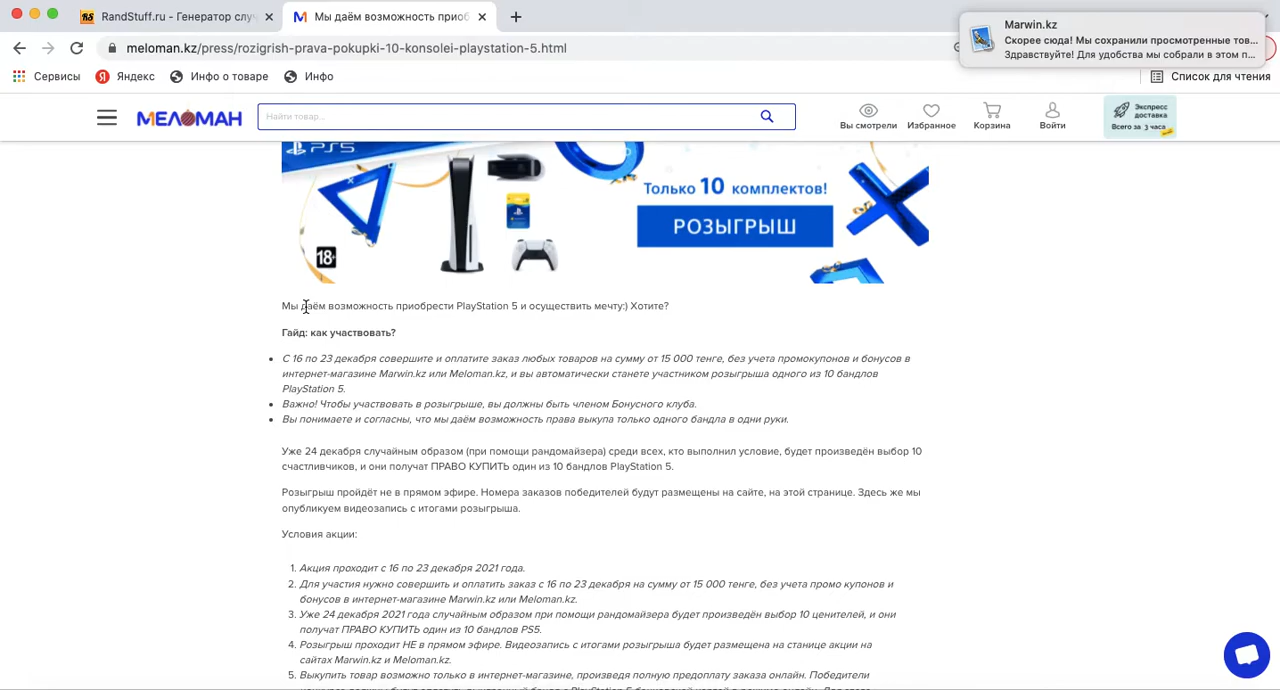 RandStuff.ru - Генератор слу
Мы даём возможность приоб
Marwin.kz
Скорее сюда! Мы сохранили просмотренные тов...
Здравствуйте! Для удобства мы собрали в этом п...
meloman.kz/press/rozigrish-prava-pokupki-10-konsolei-playstation-5.html
Сервисы
Яндекс
Инфо о товаре
Инфо
Список для чтения
МЕЛОМАН
Найти товар...
Вы смотрели
Избранное
Корзина
Войти
Экспресс
доставка
Всего за 3 часа
PS5
Только 10 комплектов!
РОЗЫГРЫШ
18+
Мы даём возможность приобрести PlayStation 5 и осуществить мечту:) Хотите?
Гайд: как участвовать?
• С 16 по 23 декабря совершите и оплатите заказ любых товаров на сумму от 15 000 тенге, без учета промокупонов и бонусов в
интернет-магазине Marwin.kz или Meloman.kz, и вы автоматически станете участником розыгрыша одного из 10 бандлов
PlayStation 5.
• Важно! Чтобы участвовать в розыгрыше, вы должны быть членом Бонусного клуба.
• Вы понимаете и согласны, что мы даём возможность права выкупа только одного бандла в одни руки.
Уже 24 декабря случайным образом (при помощи рандомайзера) среди всех, кто выполнил условие, будет произведён выбор 10
счастливчиков, и они получат ПРАВО КУПИТЬ один из 10 бандлов PlayStation 5.
Розыгрыш пройдёт не в прямом эфире. Номера заказов победителей будут размещены на сайте, на этой странице. Здесь же мы
опубликуем видеозапись с итогами розыгрыша.
Условия акции:
1. Акция проходит с 16 по 23 декабря 2021 года.
2. Для участия нужно совершить и оплатить заказ с 16 по 23 декабря на сумму от 15 000 тенге, без учета промо купонов и
бонусов в интернет-магазине Marwin.kz или Meloman.kz.
3. Уже 24 декабря 2021 года случайным образом при помощи рандомайзера будет произведён выбор 10 ценителей, и они
получат ПРАВО КУПИТЬ один из 10 бандлов PS5.
4. Розыгрыш проходит НЕ в прямом эфире. Видеозапись с итогами розыгрыша будет размещена на станице акции на
сайтах Marwin.kz и Meloman.kz.
5. Выкупить товар возможно только в интернет-магазине, произведя полную предоплату заказа онлайн. Победители